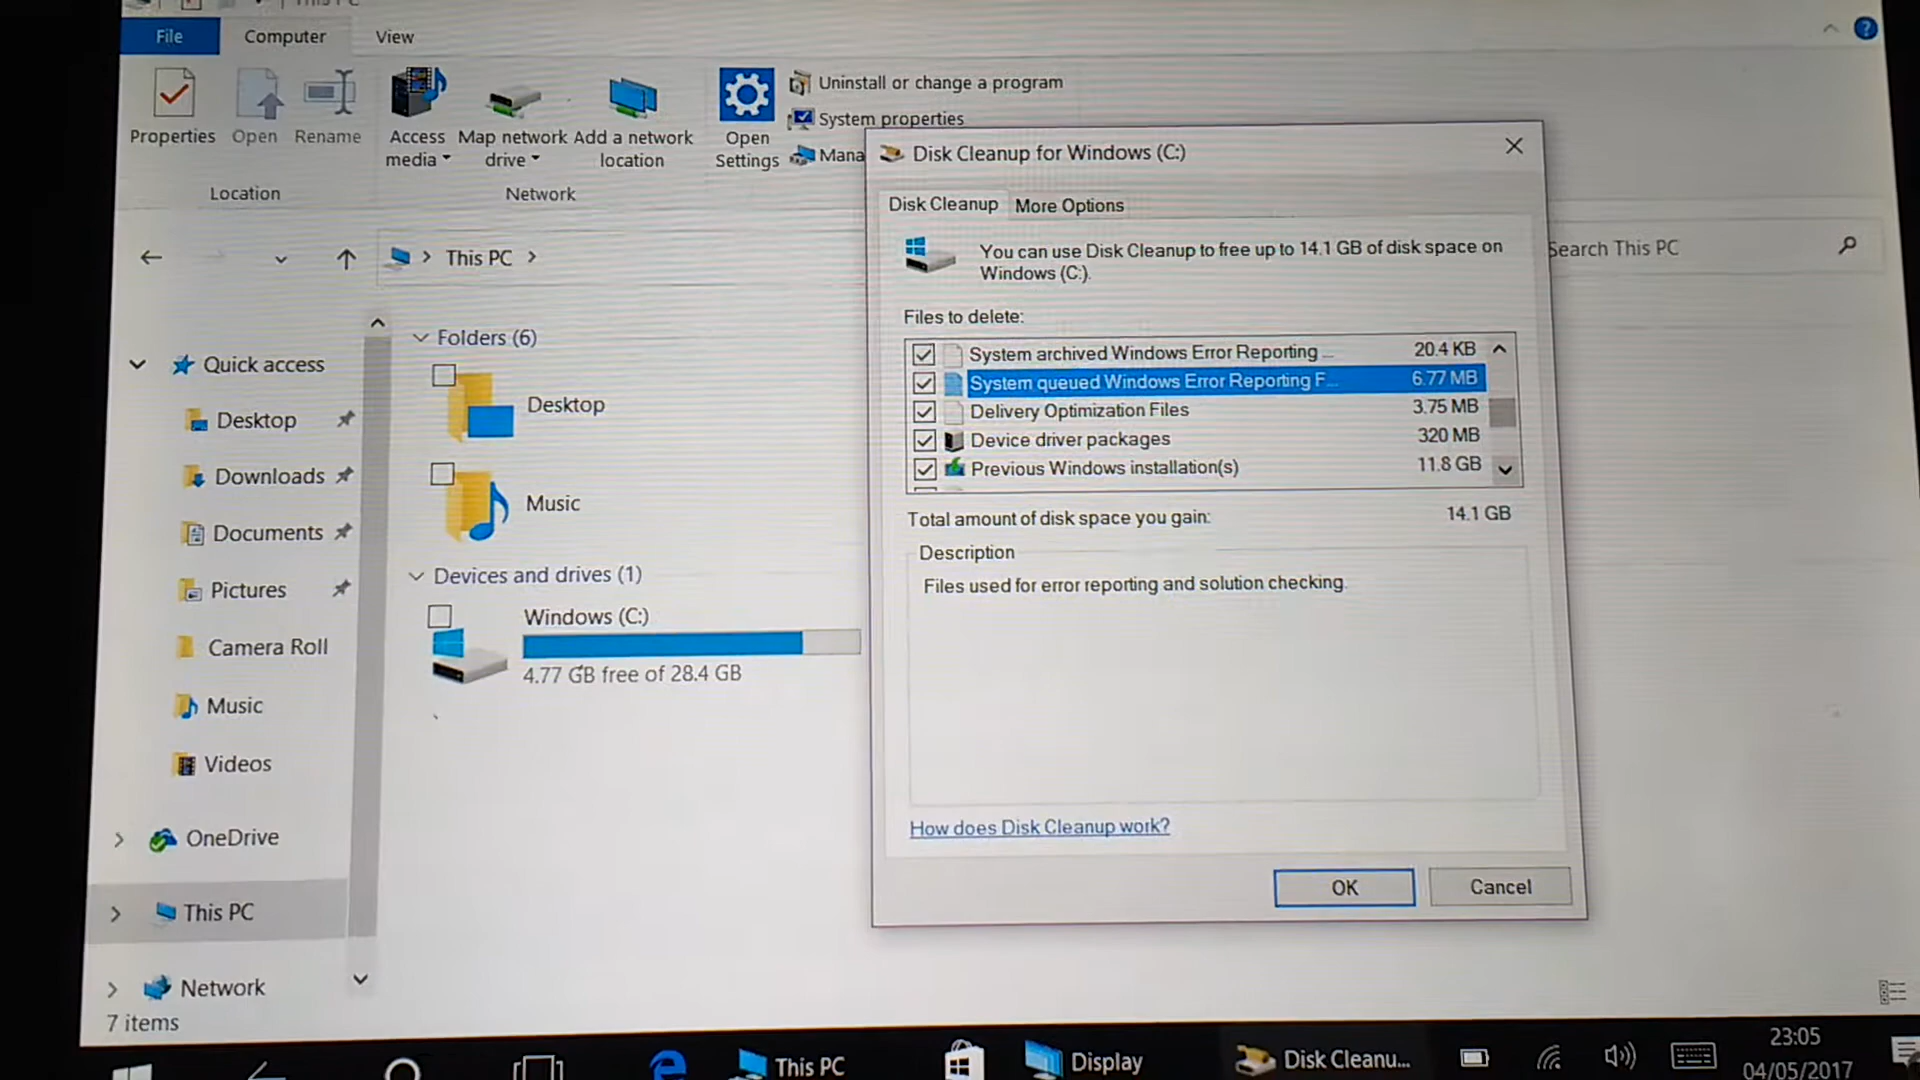 File
Computer
View
Properties
Open
Rename
Access media
Map network drive
Add a network location
Open Settings
Uninstall or change a program
System properties
Mana
Location
Network
This PC
Search This PC
Quick access
Desktop
Downloads
Documents
Pictures
Camera Roll
Music
Videos
OneDrive
This PC
Network
7 items
Folders (6)
Desktop
Music
Devices and drives (1)
Windows (C:)
4.77 GB free of 28.4 GB
Disk Cleanup for Windows (C:)
Disk Cleanup
More Options
You can use Disk Cleanup to free up to 14.1 GB of disk space on
Windows (C:).
Files to delete:
System archived Windows Error Reporting ... 20.4 KB
System queued Windows Error Reporting F... 6.77 MB
Delivery Optimization Files 3.75 MB
Device driver packages 320 MB
Previous Windows installation(s) 11.8 GB
Total amount of disk space you gain: 14.1 GB
Description
Files used for error reporting and solution checking.
How does Disk Cleanup work?
OK
Cancel
This PC
Display
Disk Cleanu...
23:05
04/05/2017